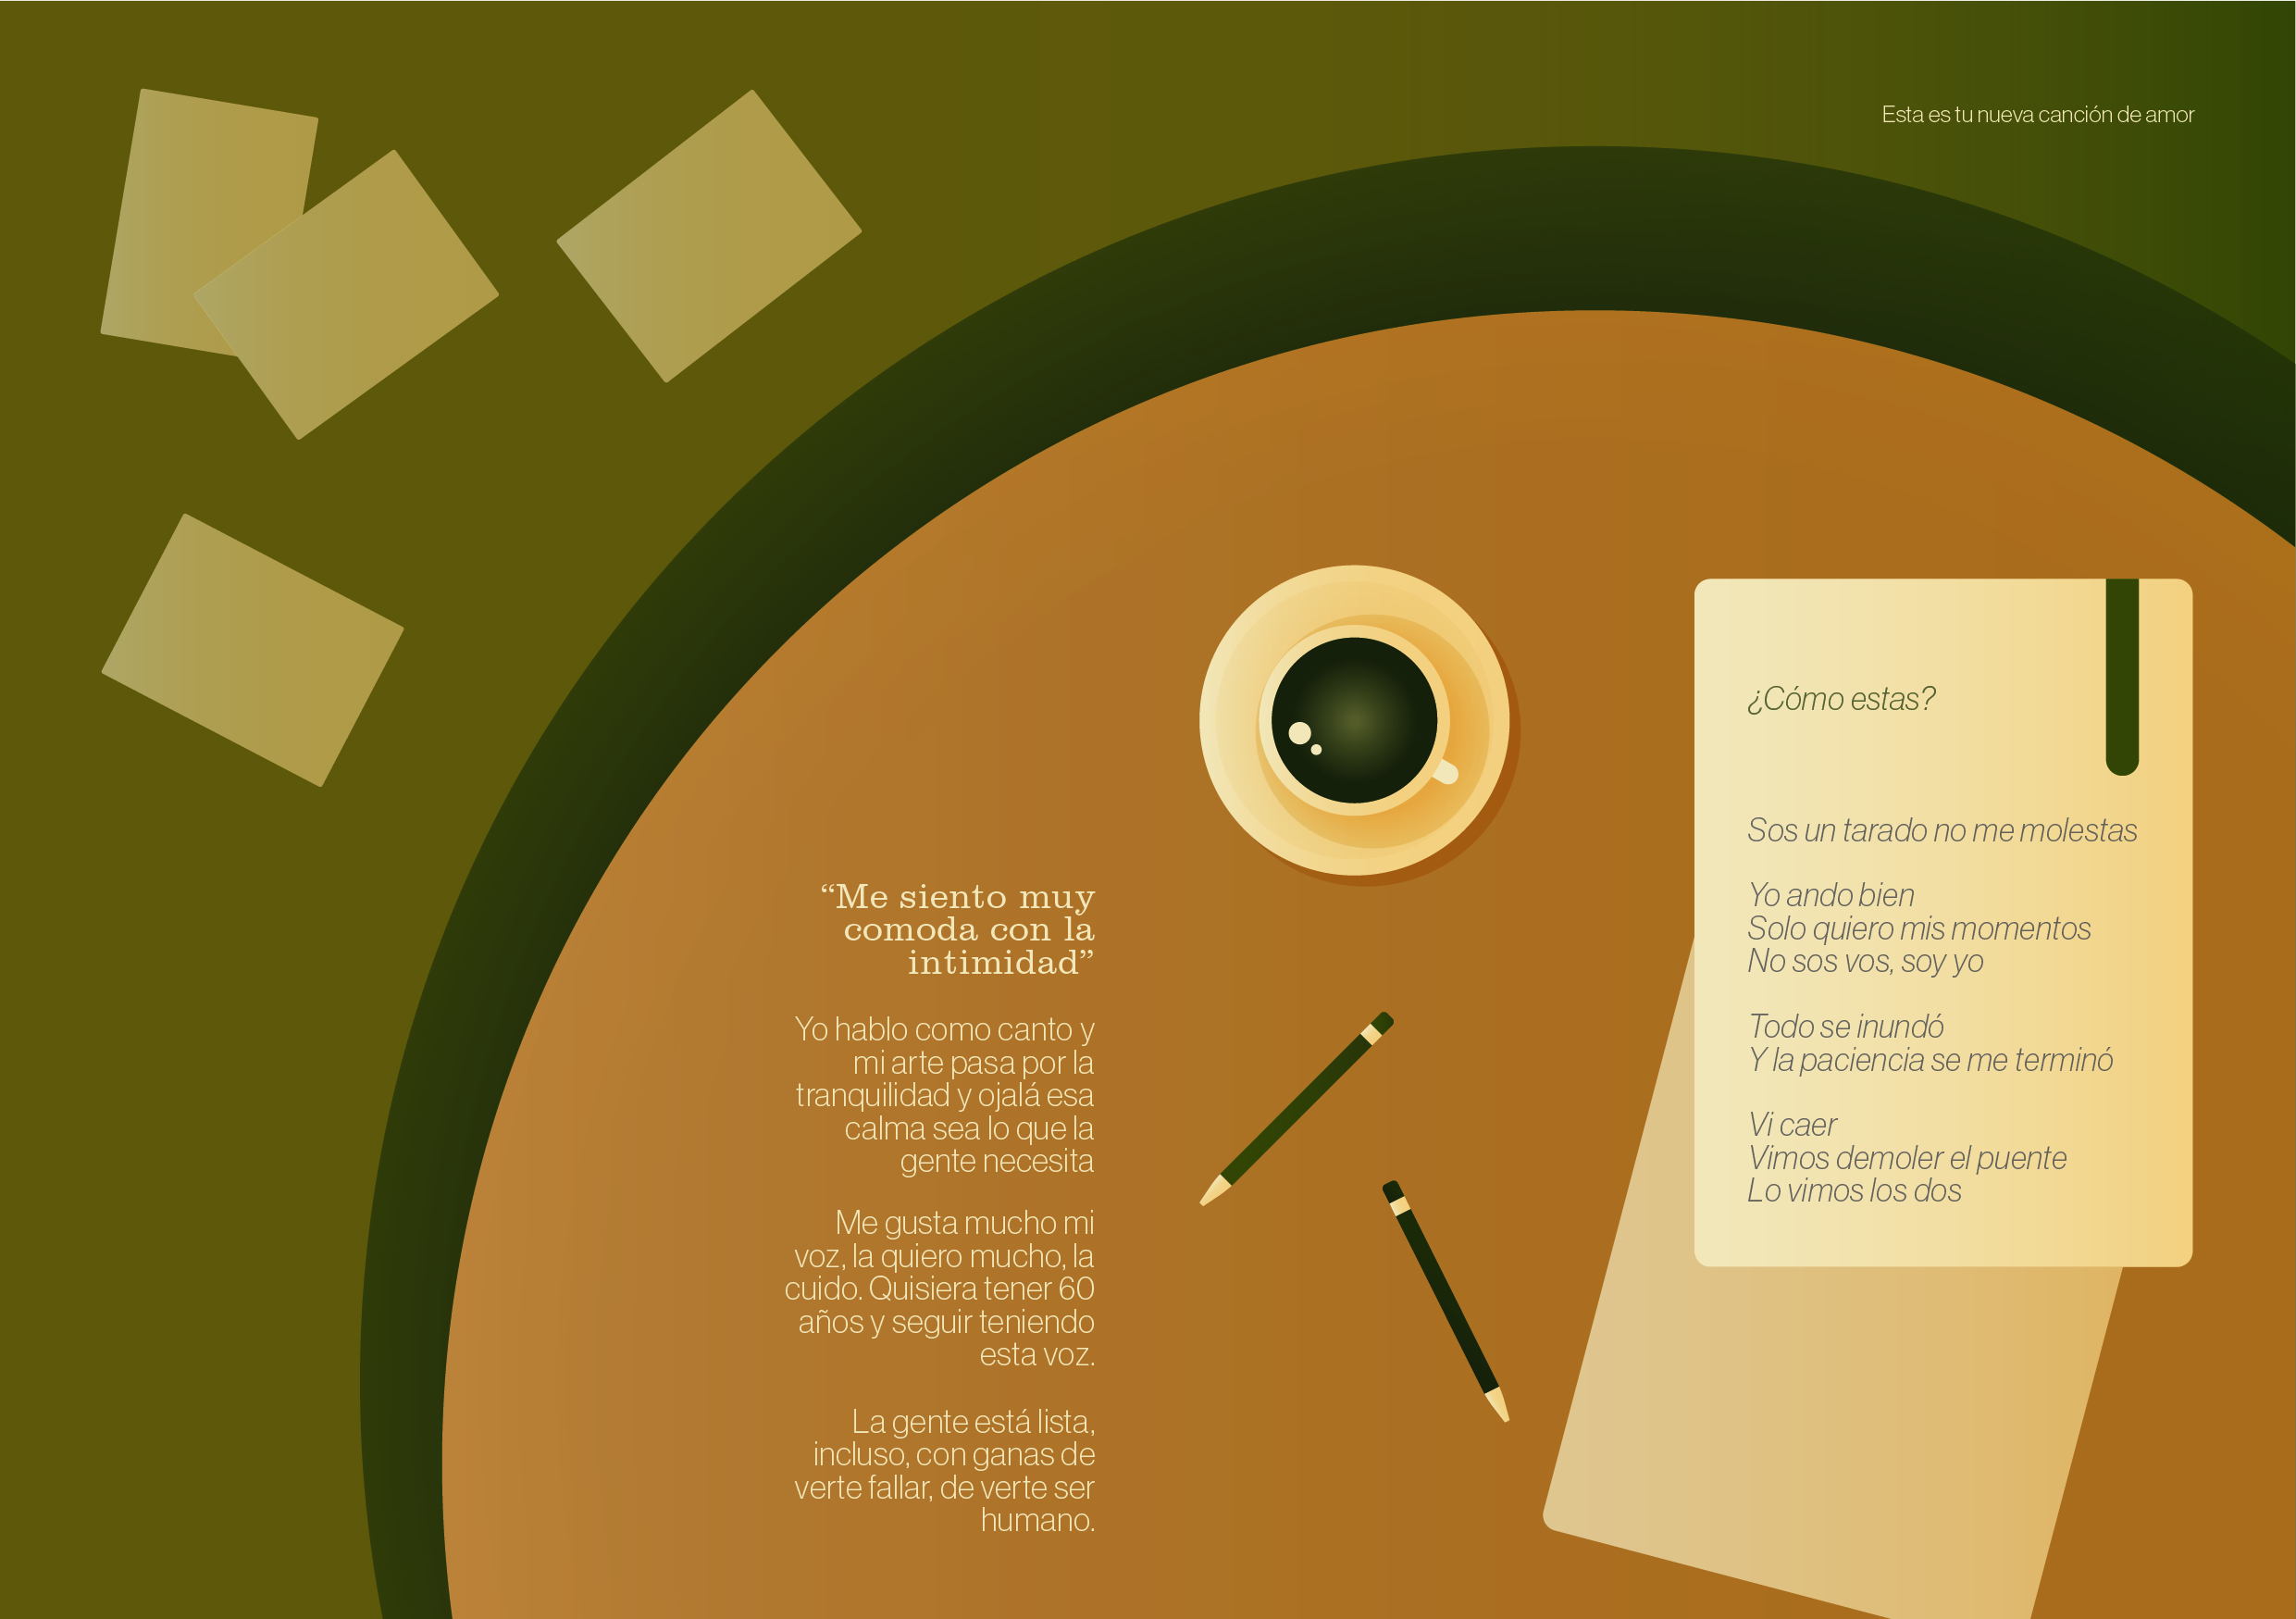 Esta es tu nueva canción de amor
“Me siento muy
comoda con la
intimidad”
Yo hablo como canto y
mi arte pasa por la
tranquilidad y ojalá esa
calma sea lo que la
gente necesita
Me gusta mucho mi
voz, la quiero mucho, la
cuido. Quisiera tener 60
años y seguir teniendo
esta voz.
La gente está lista,
incluso, con ganas de
verte fallar, de verte ser
humano.
¿Cómo estas?
Sos un tarado no me molestas
Yo ando bien
Solo quiero mis momentos
No sos vos, soy yo
Todo se inundó
Y la paciencia se me terminó
Vi caer
Vimos demoler el puente
Lo vimos los dos